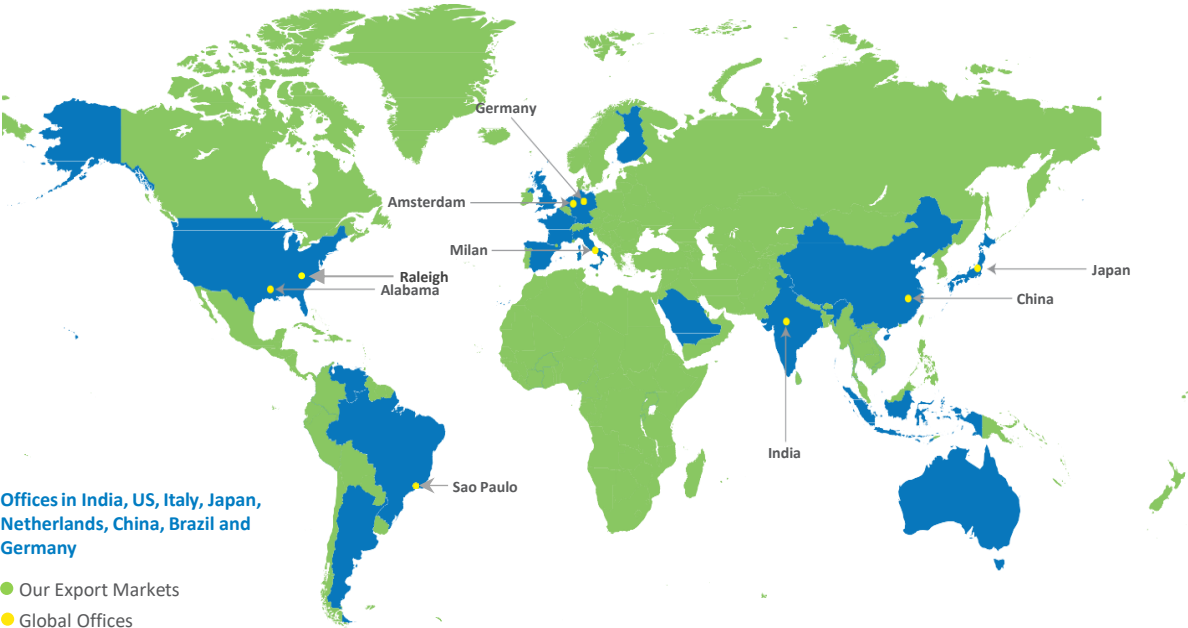 Germany
Amsterdam
Milan
Raleigh
Alabama
Japan
China
India
Sao Paulo
Offices in India, US, Italy, Japan,
Netherlands, China, Brazil and
Germany
Our Export Markets
Global Offices